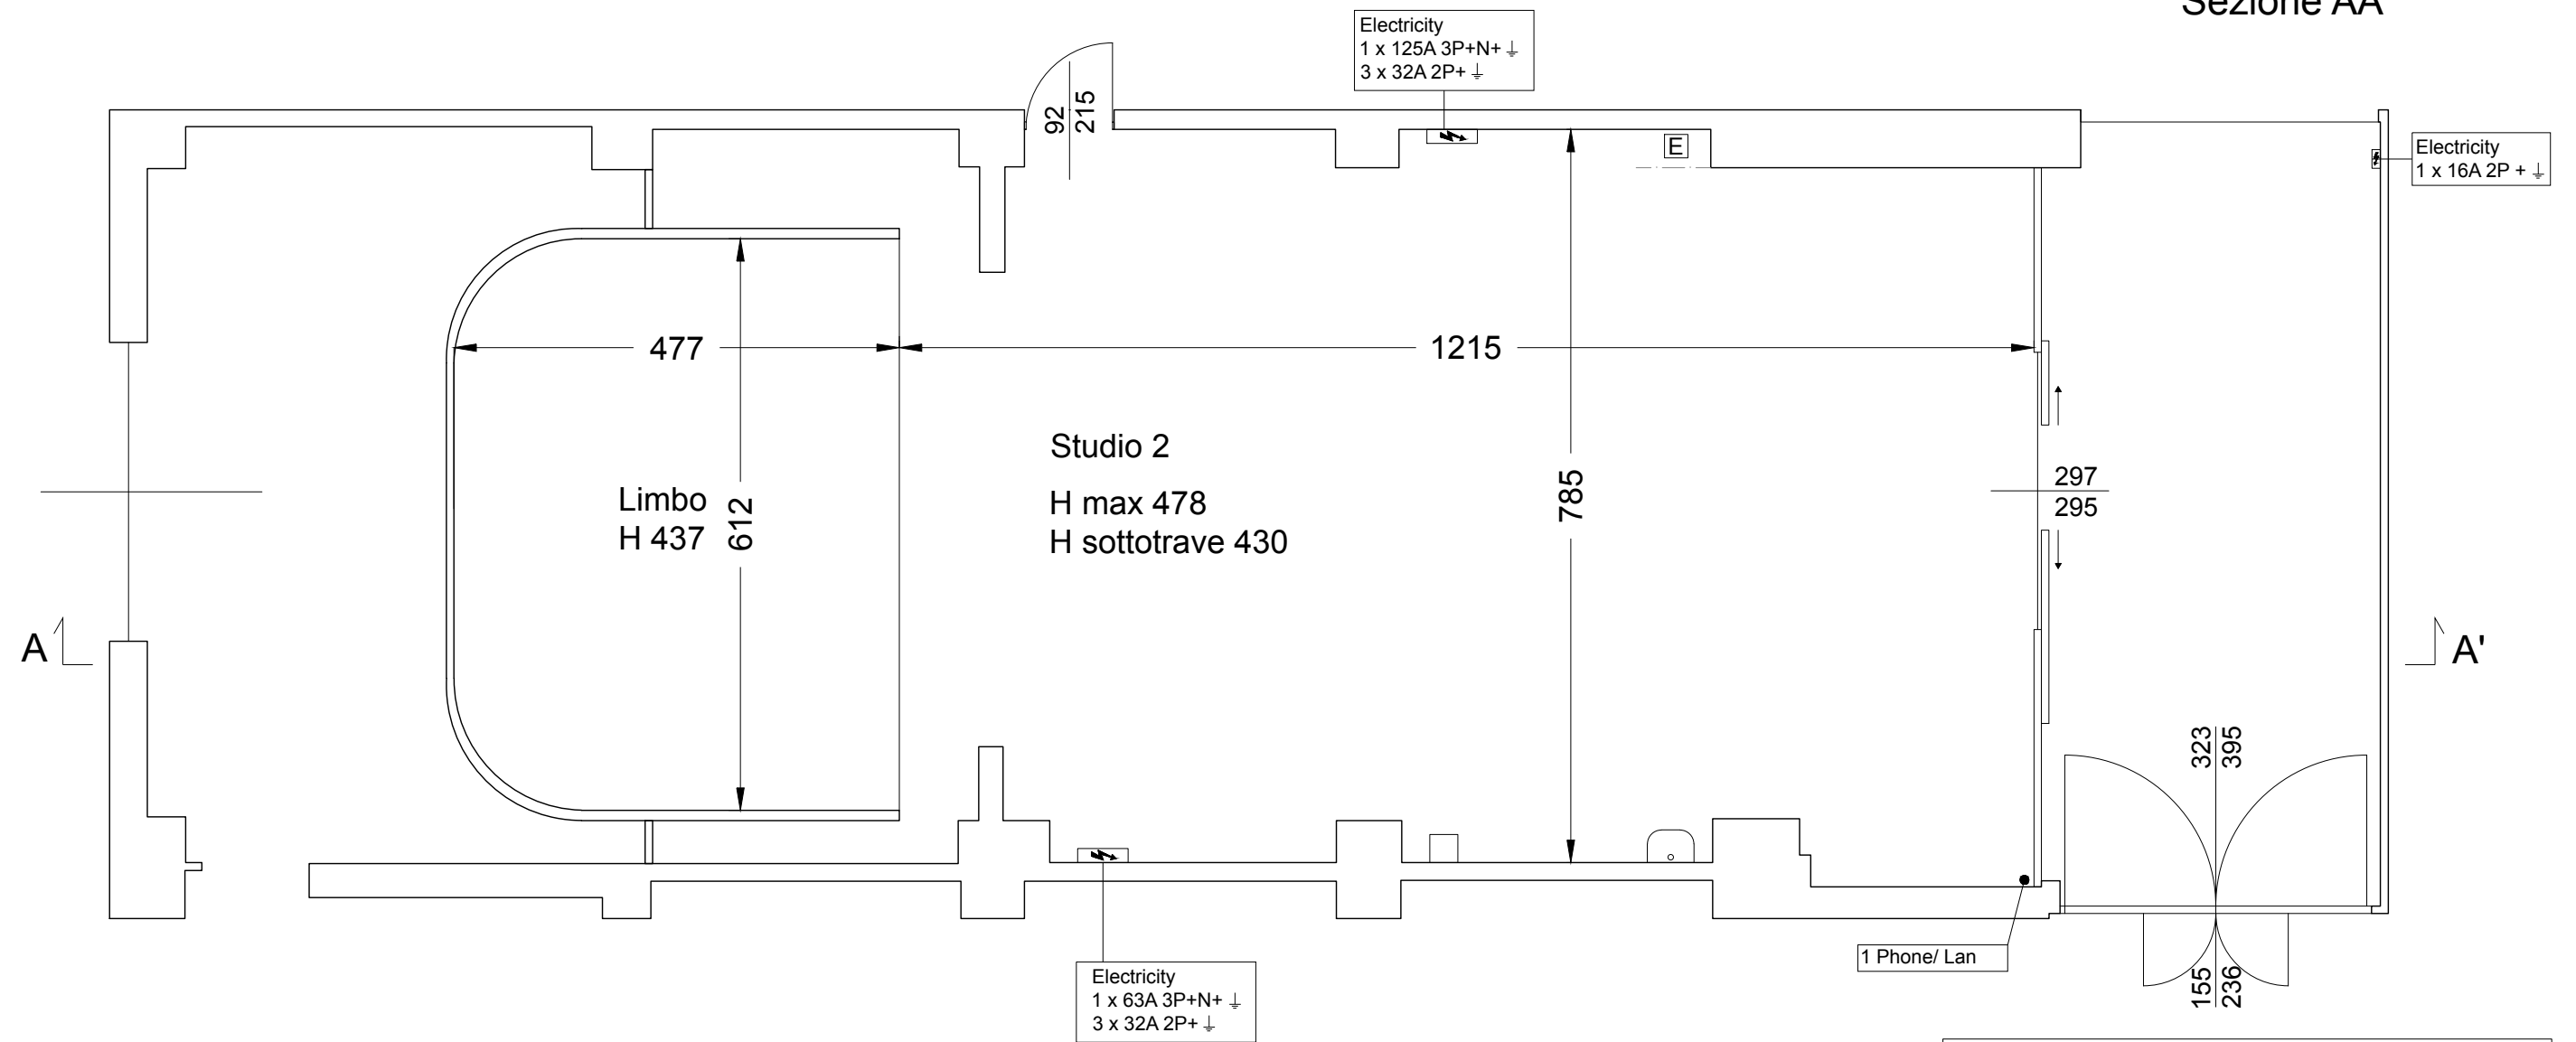 Sezione AA'
Electricity
1 x 125A 3P+N+
3 x 32A 2P+
92
215
E
Electricity
1 x 16A 2P +
477
1215
Studio 2
H max 478
H sottotrave 430
Limbo
H 437
612
785
297
295
A
A'
323
395
155
236
1 Phone/ Lan
Electricity
1 x 63A 3P+N+
3 x 32A 2P+